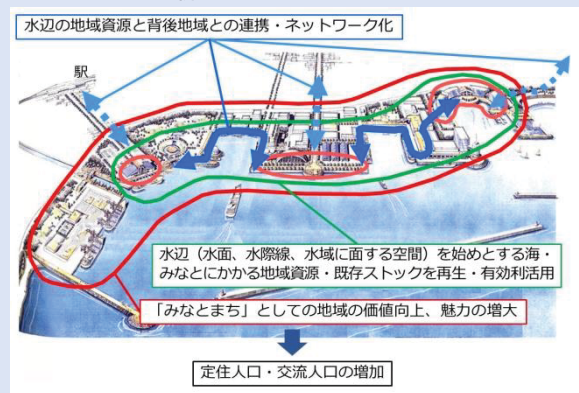 水辺の地域資源と背後地域との連携・ネットワーク化
駅
水辺（水面、水際線、水域に面する空間）を始めとする海・
みなとにかかる地域資源・既存ストックを再生・有効利活用
「みなとまち」としての地域の価値向上、魅力の増大
定住人口・交流人口の増加